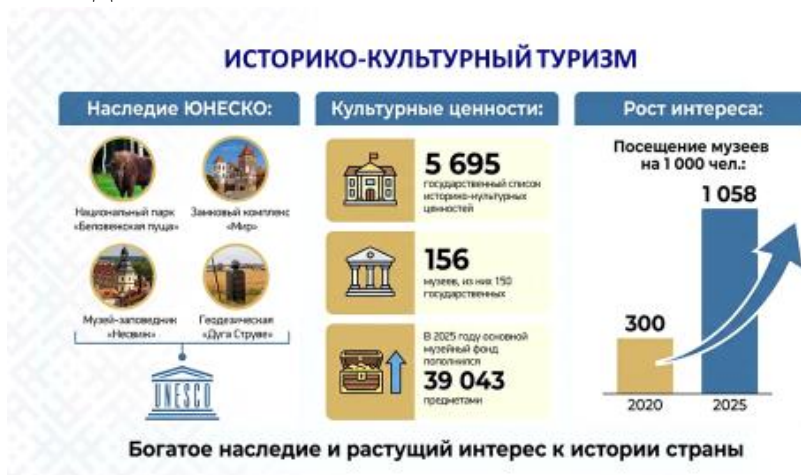 ИСТОРИКО-КУЛЬТУРНЫЙ ТУРИЗМ
Наследие ЮНЕСКО:
Национальный парк
«Беловежская пуща»
Замковый комплекс
«Мир»
Музей-заповедник
«Несвиж»
Геодезическая
«Дуга Струве»
UNESCO
Культурные ценности:
5 695
государственный список
историко-культурных
ценностей
156
музеев, из них 150
государственных
В 2025 году основной
музейный фонд
пополнился
39 043
предметами
Рост интереса:
Посещение музеев
на 1 000 чел.:
1 058
300
2020
2025
Богатое наследие и растущий интерес к истории страны